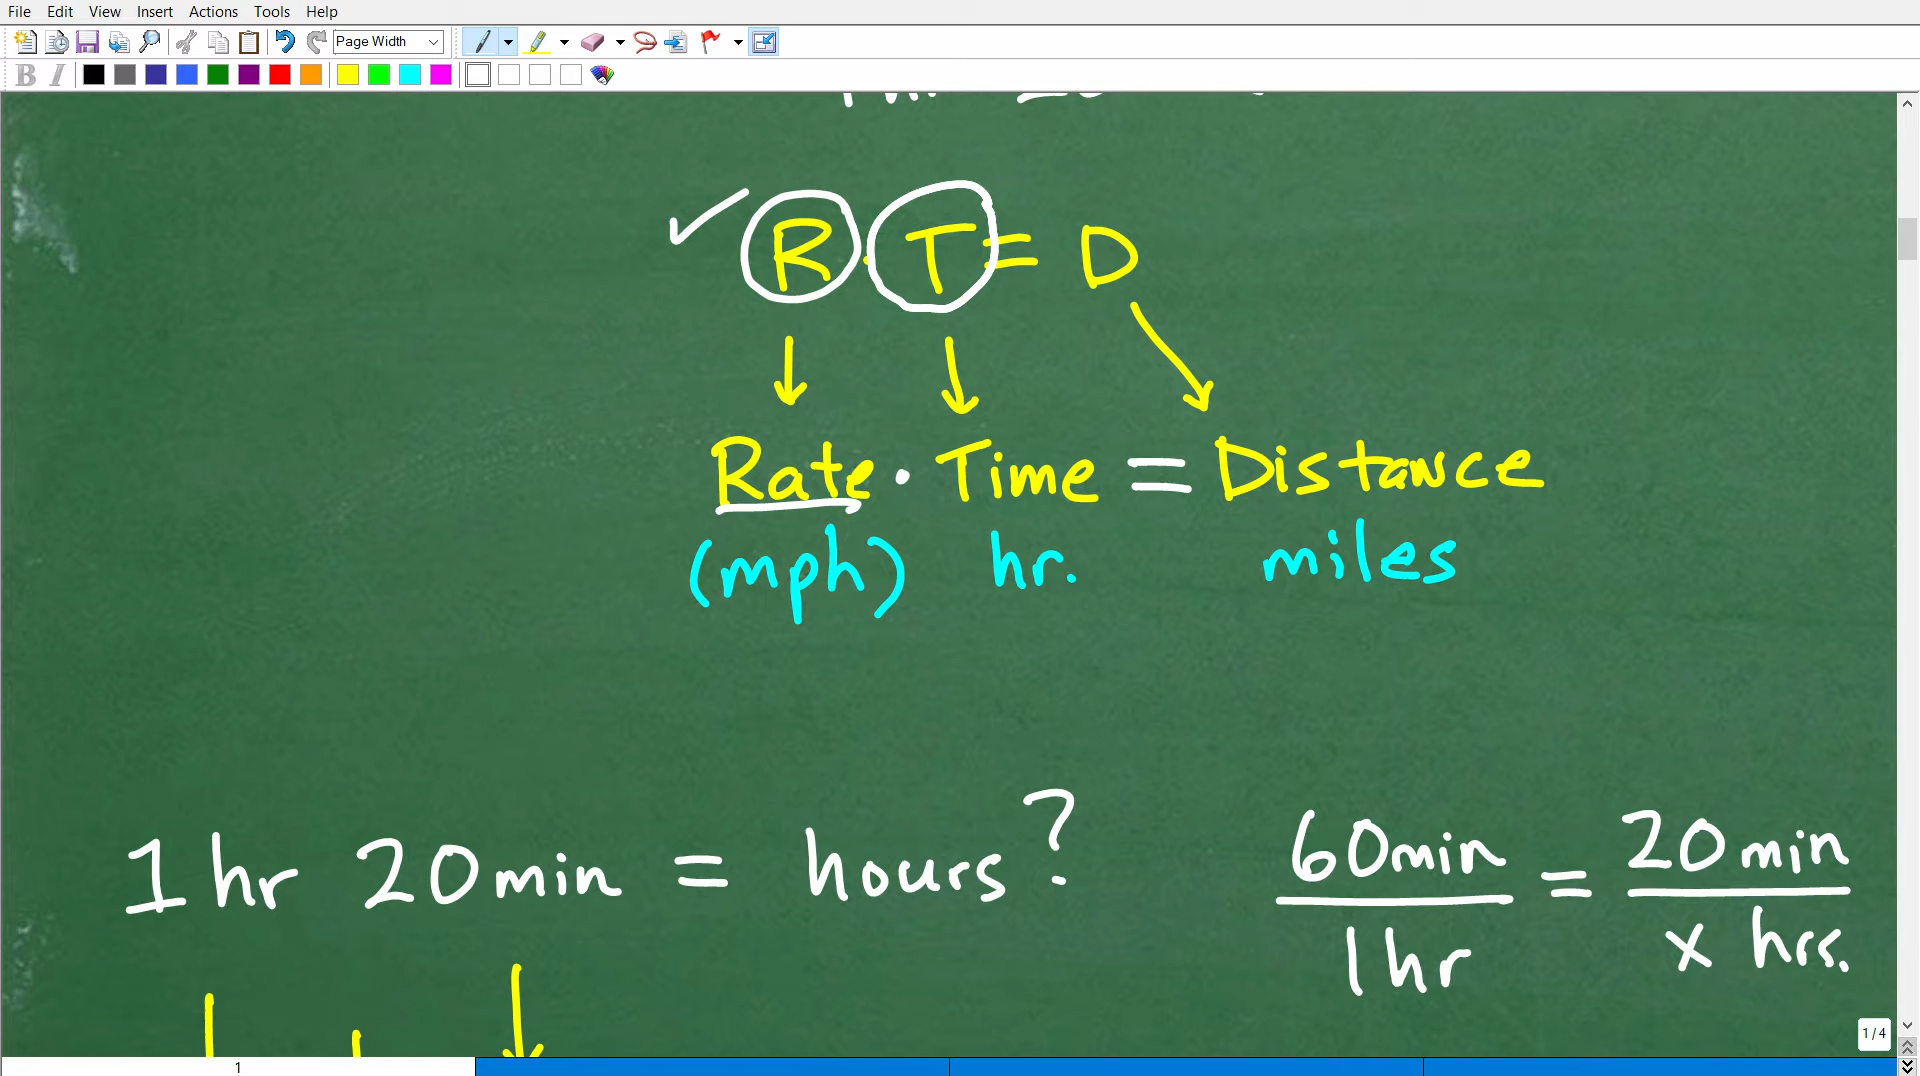 File Edit View Insert Actions Tools Help
Page Width
B I
R . T = D
Rate · Time = Distance
(mph) hr. miles
1 hr 20 min = hours?
60 min / 1 hr = 20 min / x hrs.
1 / 4
1